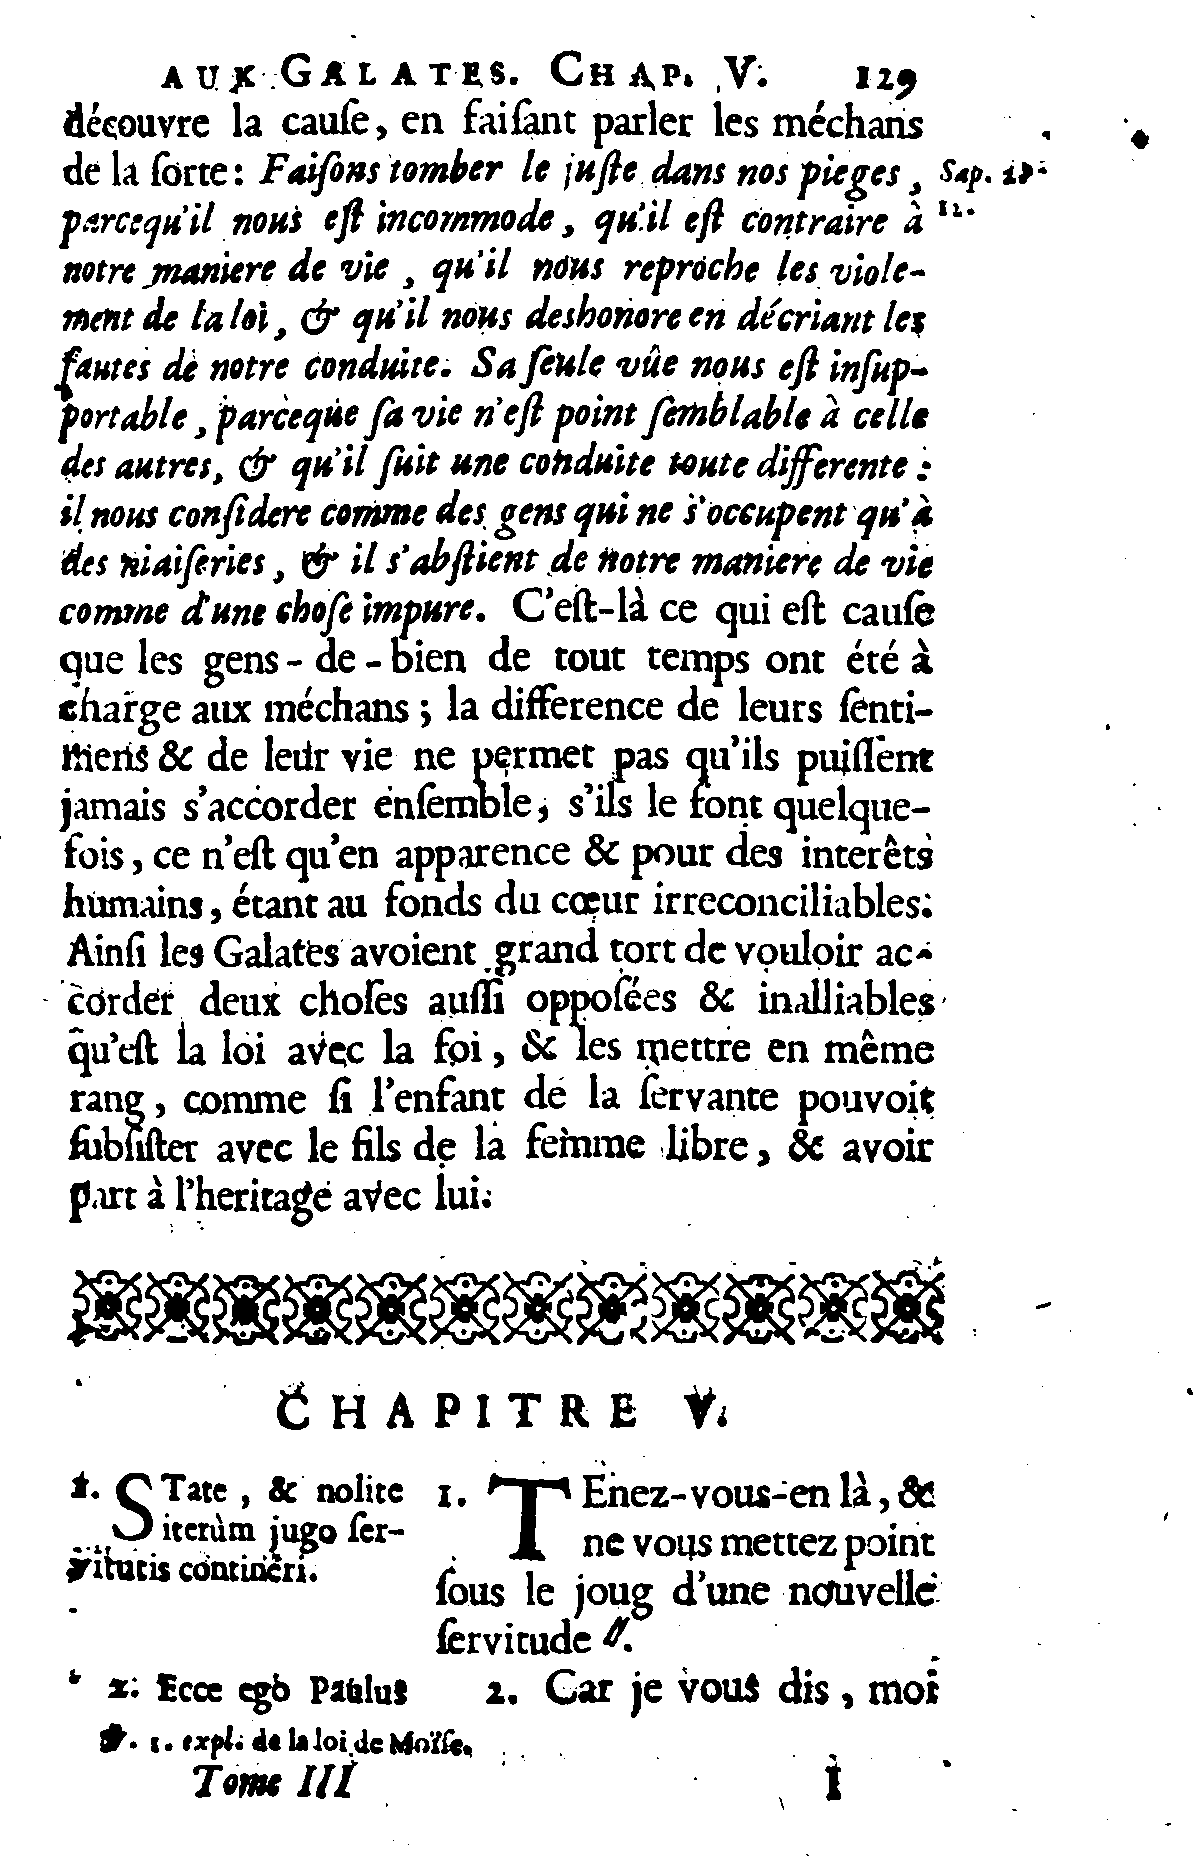 AUX GALATES. CHAP. V. 129
découvre la cauſe, en faiſant parler les méchans
de la ſorte : Faiſons tomber le juſte dans nos pieges, Sap. 2.
parcequ'il nous eſt incommode, qu'il eſt contraire à 12.
notre maniere de vie, qu'il nous reproche les viole-
ment de la loi, & qu'il nous deshonore en décriant les
fautes de notre conduite. Sa ſeule vûe nous eſt inſup-
portable, parceque ſa vie n'eſt point ſemblable à celle
des autres, & qu'il ſuit une conduite toute differente :
il nous conſidere comme des gens qui ne s'occupent qu'à
des niaiſeries, & il s'abſtient de notre maniere de vie
comme d'une choſe impure. C'eſt-là ce qui eſt cauſe
que les gens-de-bien de tout temps ont été à
charge aux méchans ; la difference de leurs ſenti-
mens & de leur vie ne permet pas qu'ils puiſſent
jamais s'accorder enſemble, s'ils le font quelque-
fois, ce n'eſt qu'en apparence & pour des interêts
humains, étant au fonds du cœur irreconciliables.
Ainſi les Galates avoient grand tort de vouloir ac-
corder deux choſes auſſi oppoſées & inalliables
qu'eſt la loi avec la foi, & les mettre en même
rang, comme ſi l'enfant de la ſervante pouvoit
ſubſiſter avec le fils de la femme libre, & avoir
part à l'heritage avec lui.
CHAPITRE V.
1. STate, & nolite
iterùm jugo ſer-
vitutis contineri.
1. TEnez-vous-en là, &
ne vous mettez point
ſous le joug d'une nouvelle
ſervitude ″.
2. Ecce ego Paulus
2. Car je vous dis, moi
℣. 1. expl. de la loi de Moïſe.
Tome III I